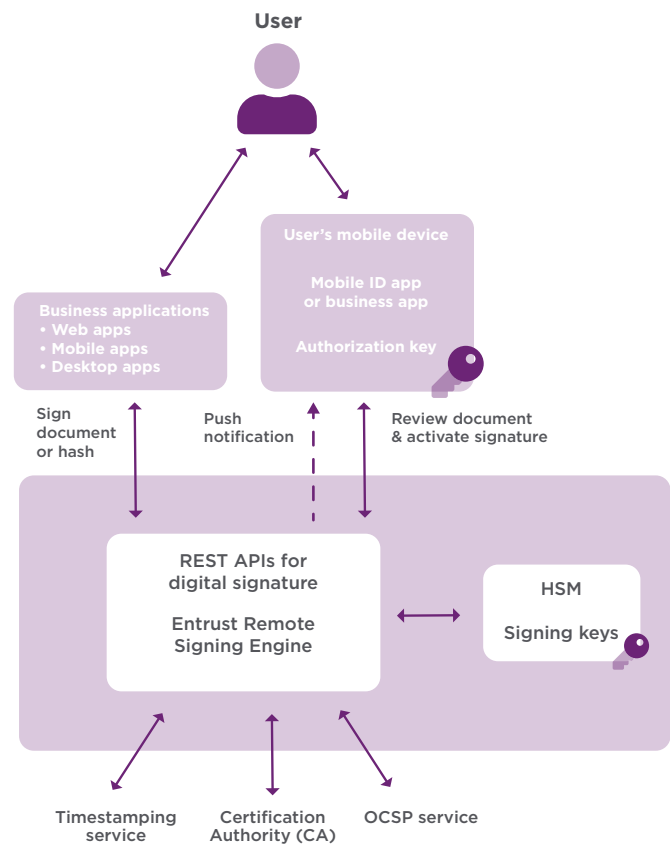 User
User's mobile device
Mobile ID app
or business app
Authorization key
Business applications
• Web apps
• Mobile apps
• Desktop apps
Sign
document
or hash
Push
notification
Review document
& activate signature
REST APIs for
digital signature
Entrust Remote
Signing Engine
HSM
Signing keys
Timestamping
service
Certification
Authority (CA)
OCSP service